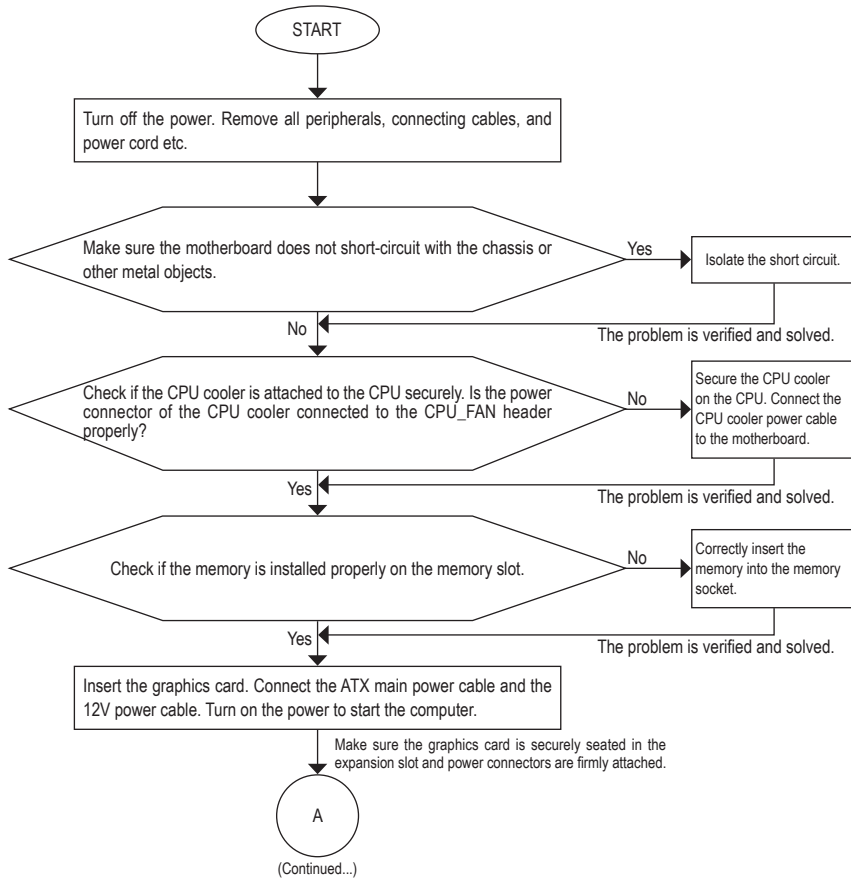 START
Turn off the power. Remove all peripherals, connecting cables, and
power cord etc.
Make sure the motherboard does not short-circuit with the chassis or
other metal objects.
Yes
Isolate the short circuit.
No
The problem is verified and solved.
Check if the CPU cooler is attached to the CPU securely. Is the power
connector of the CPU cooler connected to the CPU_FAN header
properly?
No
Secure the CPU cooler
on the CPU. Connect the
CPU cooler power cable
to the motherboard.
Yes
The problem is verified and solved.
Check if the memory is installed properly on the memory slot.
No
Correctly insert the
memory into the memory
socket.
Yes
The problem is verified and solved.
Insert the graphics card. Connect the ATX main power cable and the
12V power cable. Turn on the power to start the computer.
Make sure the graphics card is securely seated in the
expansion slot and power connectors are firmly attached.
A
(Continued...)